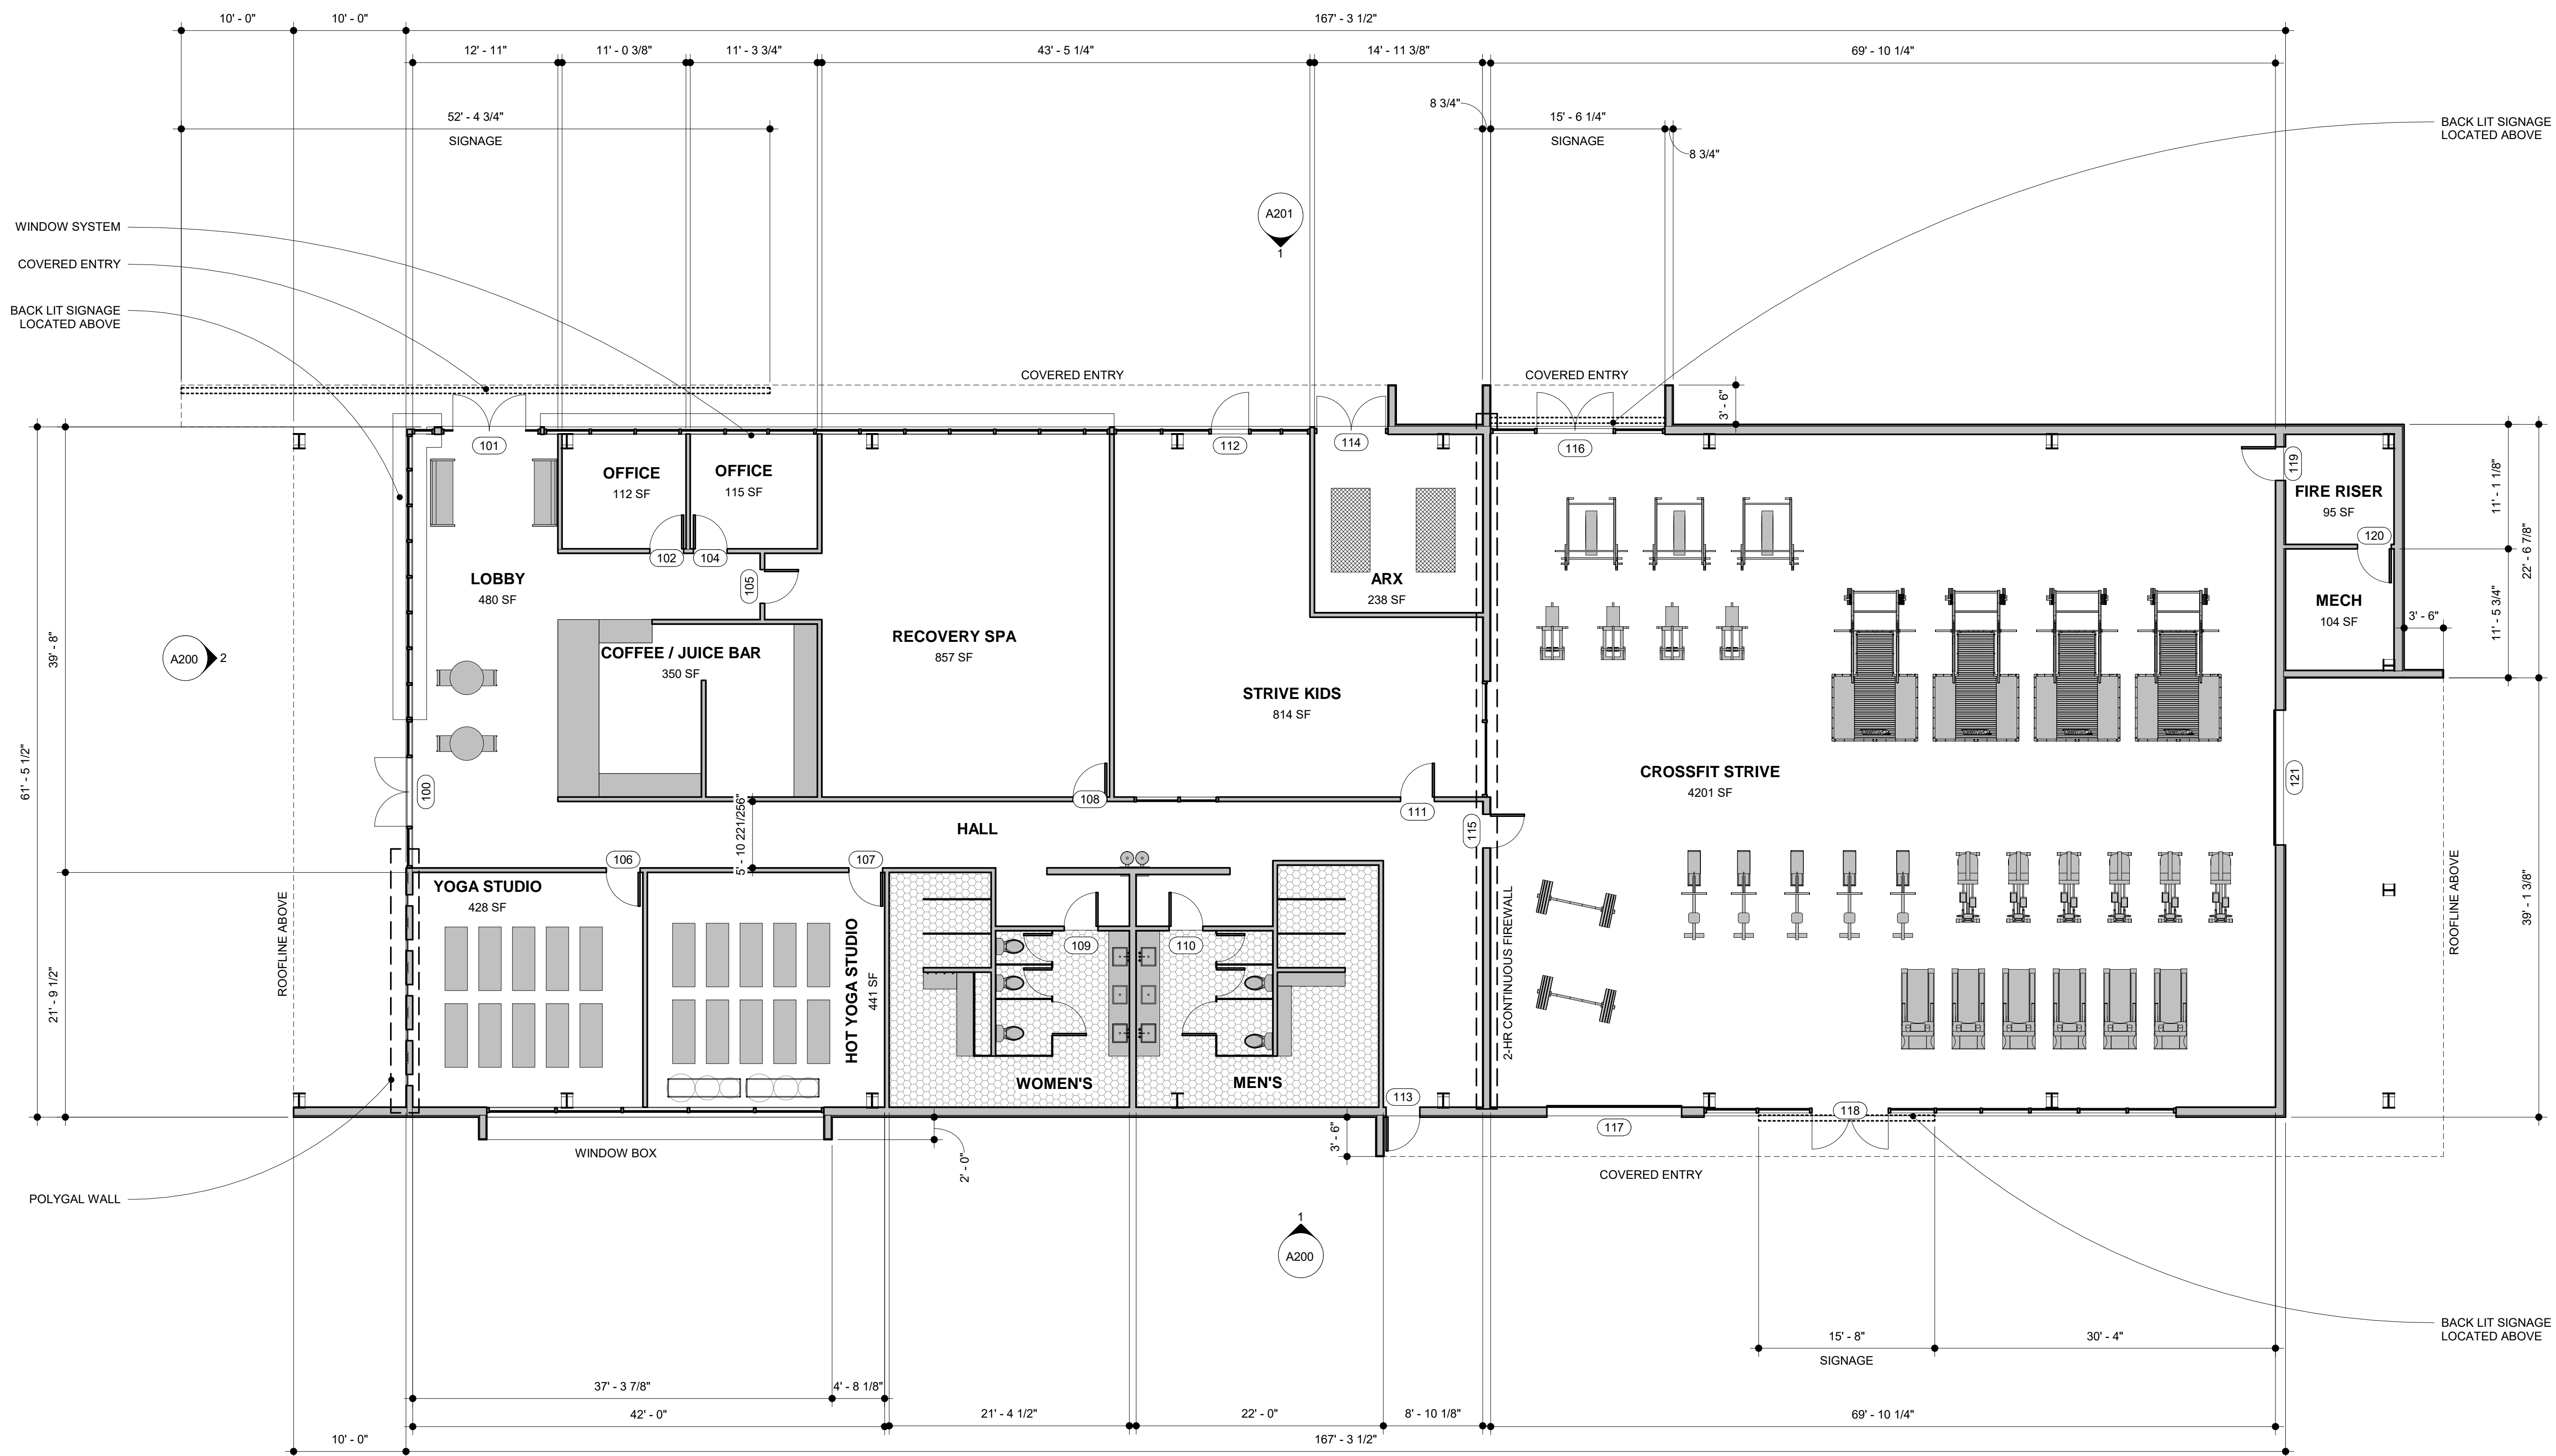 10' - 0"
10' - 0"
167' - 3 1/2"
12' - 11"
11' - 0 3/8"
11' - 3 3/4"
43' - 5 1/4"
14' - 11 3/8"
69' - 10 1/4"
52' - 4 3/4"
SIGNAGE
8 3/4"
15' - 6 1/4"
SIGNAGE
8 3/4"
BACK LIT SIGNAGE
LOCATED ABOVE
WINDOW SYSTEM
COVERED ENTRY
BACK LIT SIGNAGE
LOCATED ABOVE
A201
1
COVERED ENTRY
COVERED ENTRY
3' - 6"
101
112
114
116
119
OFFICE
112 SF
OFFICE
115 SF
FIRE RISER
95 SF
11' - 1 1/8"
22' - 6 7/8"
102
104
105
120
LOBBY
480 SF
ARX
238 SF
MECH
104 SF
3' - 6"
11' - 5 3/4"
RECOVERY SPA
857 SF
COFFEE / JUICE BAR
350 SF
A200
2
39' - 8"
61' - 5 1/2"
STRIVE KIDS
814 SF
CROSSFIT STRIVE
4201 SF
100
121
108
111
115
5' - 10 221/256"
HALL
106
107
YOGA STUDIO
428 SF
HOT YOGA STUDIO
441 SF
109
110
2-HR CONTINUOUS FIREWALL
ROOFLINE ABOVE
ROOFLINE ABOVE
39' - 1 3/8"
21' - 9 1/2"
WOMEN'S
MEN'S
113
117
118
3' - 6"
2' - 0"
WINDOW BOX
COVERED ENTRY
POLYGAL WALL
1
A200
BACK LIT SIGNAGE
LOCATED ABOVE
15' - 8"
30' - 4"
SIGNAGE
37' - 3 7/8"
4' - 8 1/8"
42' - 0"
21' - 4 1/2"
22' - 0"
8' - 10 1/8"
69' - 10 1/4"
10' - 0"
167' - 3 1/2"